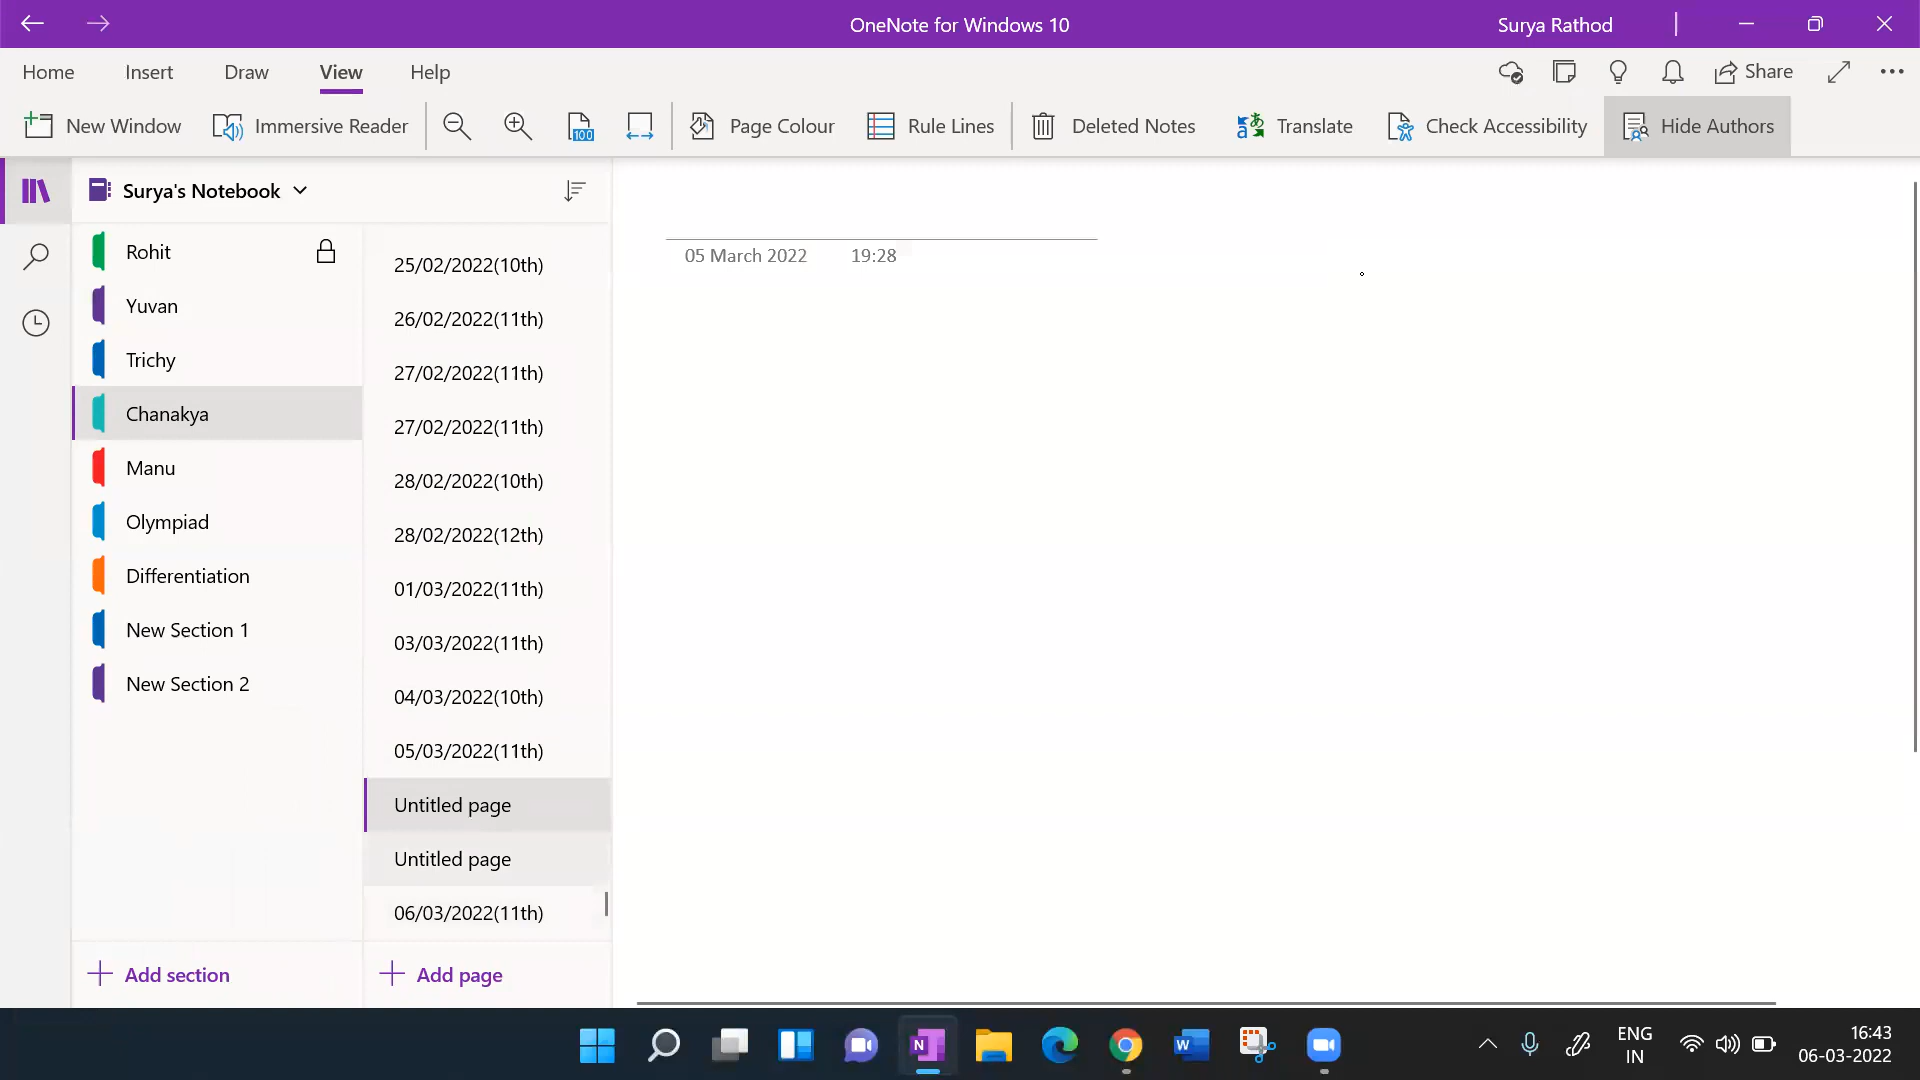 OneNote for Windows 10
Surya Rathod
Home Insert Draw View Help
Share
New Window Immersive Reader 100 Page Colour Rule Lines Deleted Notes Translate Check Accessibility Hide Authors
Surya's Notebook
Rohit
Yuvan
Trichy
Chanakya
Manu
Olympiad
Differentiation
New Section 1
New Section 2
Add section
25/02/2022(10th)
26/02/2022(11th)
27/02/2022(11th)
27/02/2022(11th)
28/02/2022(10th)
28/02/2022(12th)
01/03/2022(11th)
03/03/2022(11th)
04/03/2022(10th)
05/03/2022(11th)
Untitled page
Untitled page
06/03/2022(11th)
Add page
05 March 2022 19:28
N
W
ENG
IN
16:43
06-03-2022